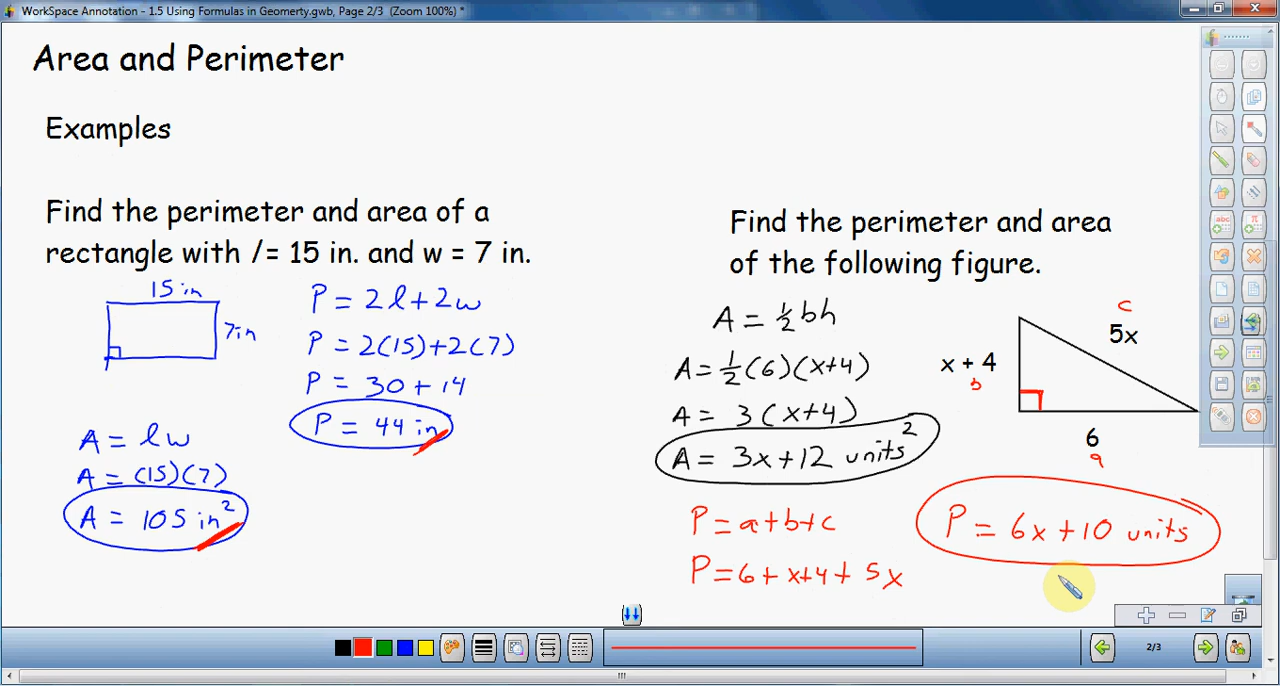 WorkSpace Annotation - 1.5 Using Formulas in Geomerty.gwb, Page 2/3 (Zoom 100%) *
Area and Perimeter
Examples
Find the perimeter and area of a
rectangle with l = 15 in. and w = 7 in.
15 in
7in
P = 2l + 2w
P = 2(15)+2(7)
P = 30 + 14
P = 44 in
A = lw
A = (15)(7)
A = 105 in²
Find the perimeter and area
of the following figure.
A = ½bh
A = ½(6)(x+4)
A = 3(x+4)
A = 3x+12 units²
c
5x
x + 4
b
6
a
P = a+b+c
P = 6 + x+4 + 5x
P = 6x + 10 units
abc
π
2/3